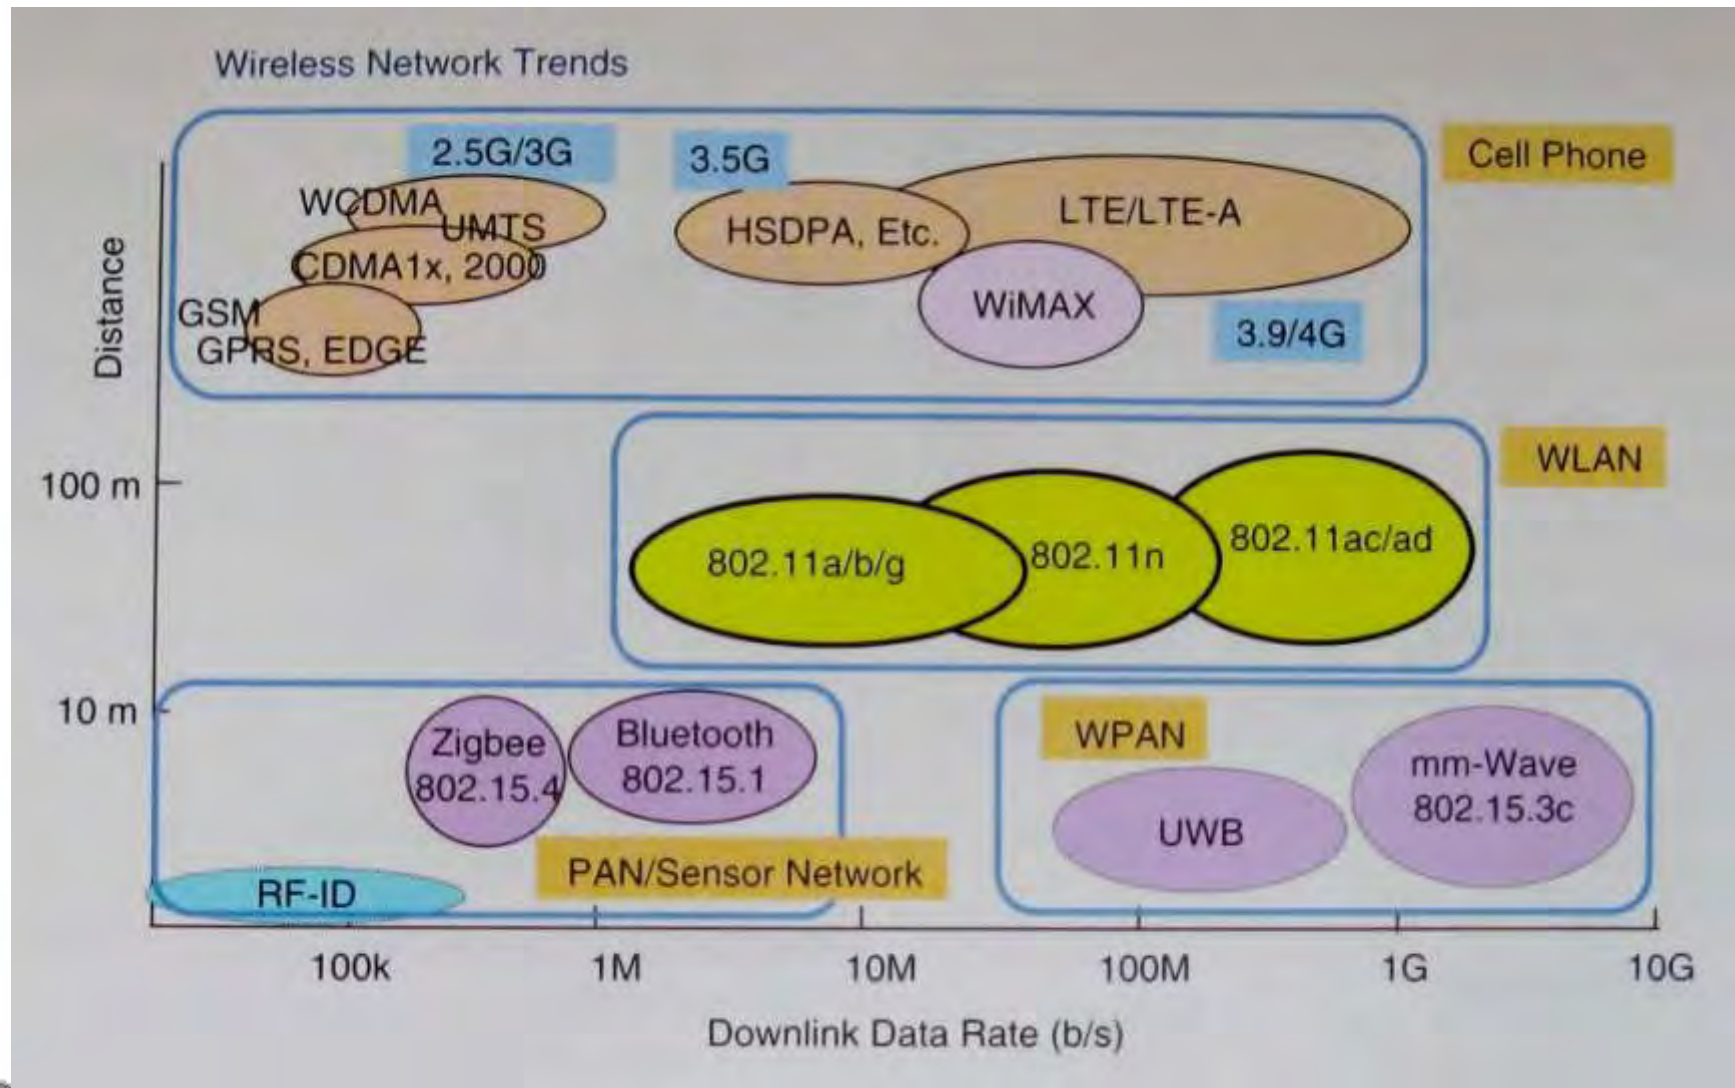 Wireless Network Trends
2.5G/3G
3.5G
Cell Phone
WCDMA
UMTS
CDMA1x, 2000
GSM
GPRS, EDGE
HSDPA, Etc.
LTE/LTE-A
WiMAX
3.9/4G
Distance
WLAN
100 m
802.11a/b/g
802.11n
802.11ac/ad
10 m
Zigbee
802.15.4
Bluetooth
802.15.1
WPAN
mm-Wave
802.15.3c
UWB
PAN/Sensor Network
RF-ID
100k
1M
10M
100M
1G
10G
Downlink Data Rate (b/s)